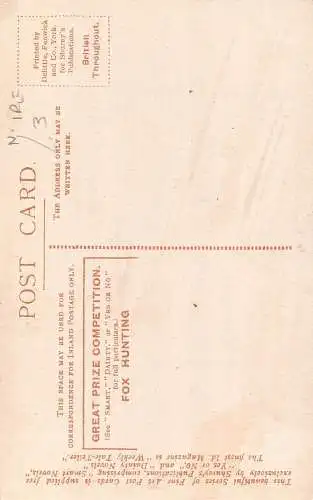 POST CARD.
THIS SPACE MAY BE USED FOR
CORRESPONDENCE FOR INLAND POSTAGE ONLY.
THE ADDRESS ONLY MAY BE
WRITTEN HERE.
Printed by
Delittle, Fenwick
and Co., York,
for Shurey's
Publications.
British
Throughout.
3
GREAT PRIZE COMPETITION.
(See "SMART," "DAINTY," or "YES OR NO,"
for full particulars.)
FOX HUNTING
This beautiful Series of Fine Art Post Cards is supplied free
exclusively by Shurey's Publications, comprising "Smart Novels,"
"Yes or No," and "Dainty Novels."
The finest 1d. Magazine is "Weekly Tale-Teller"